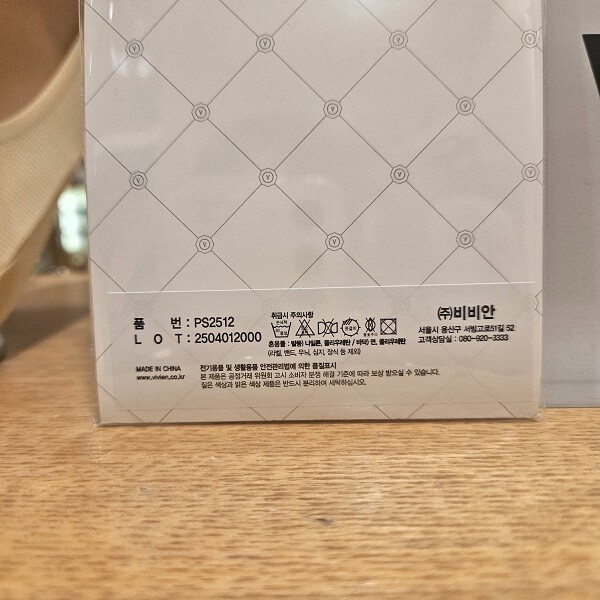 품 번 : PS2512
L O T : 2504012000
MADE IN CHINA
www.vivien.co.kr
취급시 주의사항
혼용률 : 발등) 나일론, 폴리우레탄 / 바닥) 면, 폴리우레탄
(라벨, 밴드, 무늬, 심지, 장식 등 제외)
전기용품 및 생활용품 안전관리법에 의한 품질표시
본 제품은 공정거래 위원회 고시 소비자 분쟁 해결 기준에 따라 보상 받으실 수 있습니다.
짙은 색상과 밝은 색상 제품은 반드시 분리하여 세탁하십시오.
㈜비비안
서울시 용산구 서빙고로51길 52
고객상담실 : 080-920-3333